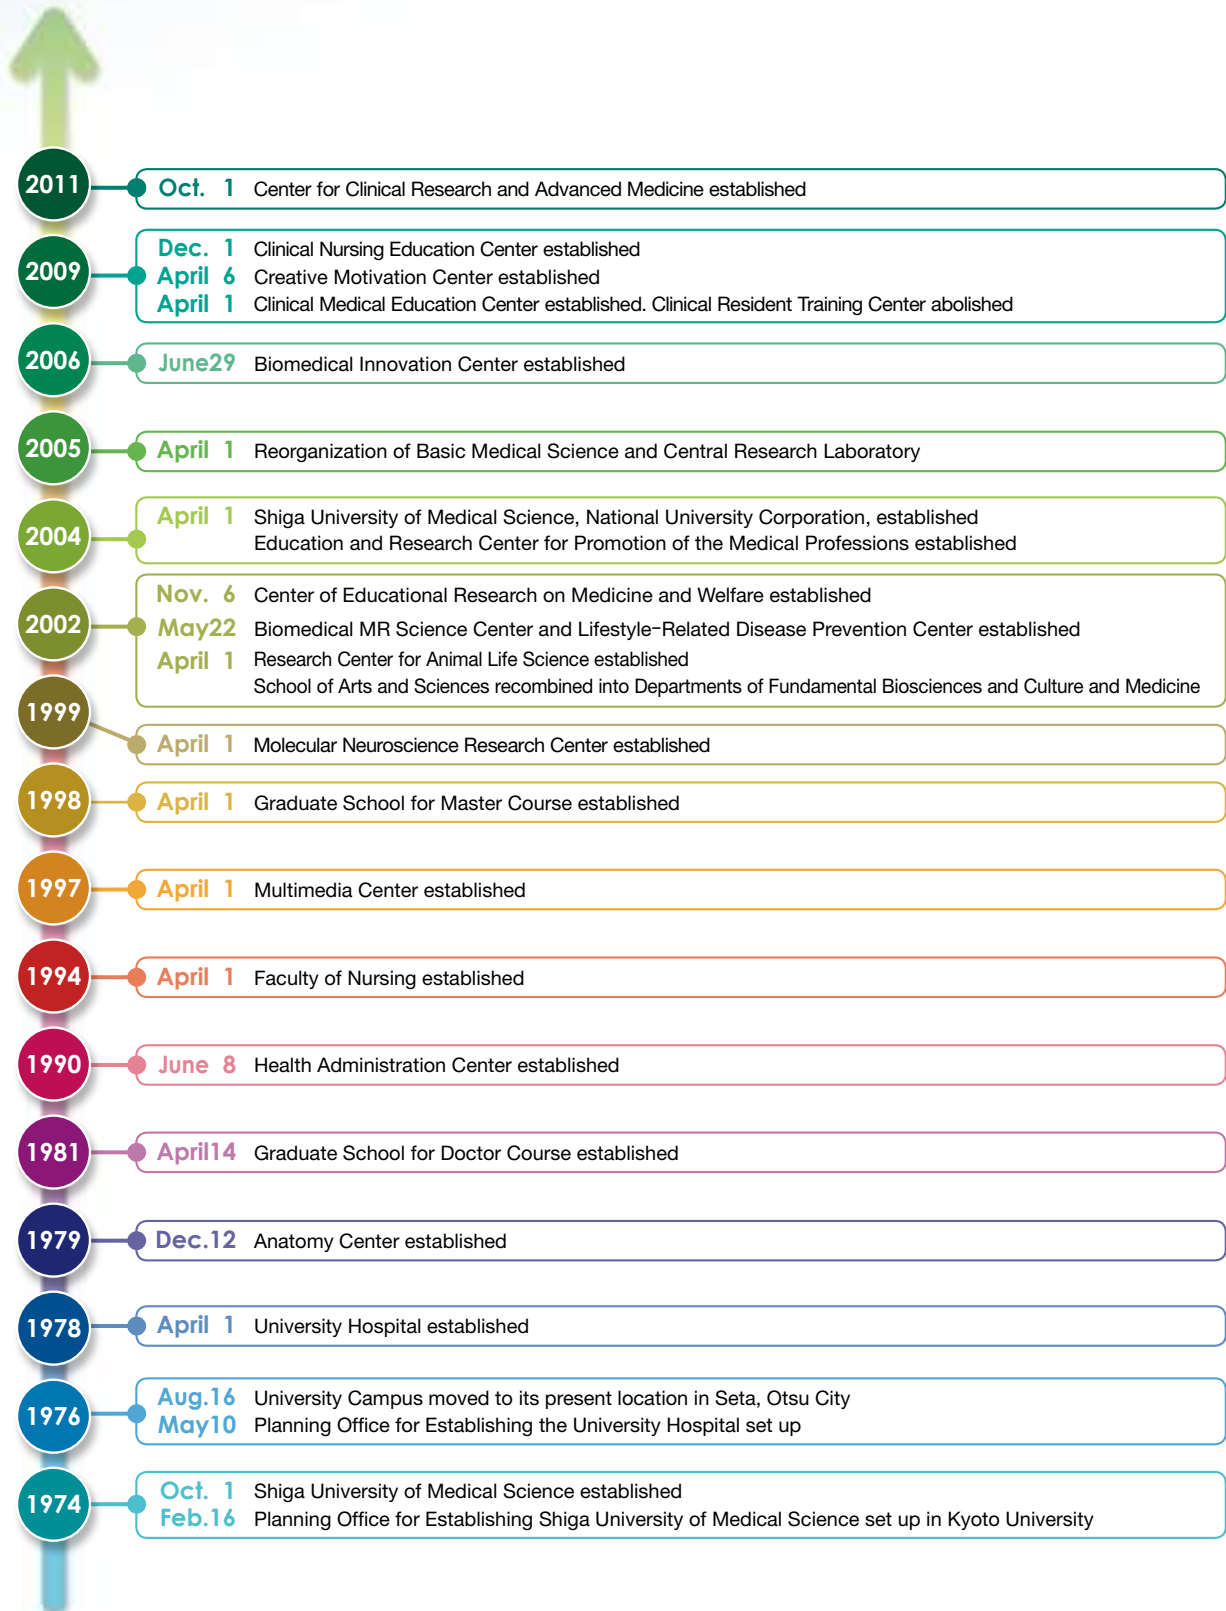 2011
Oct. 1 Center for Clinical Research and Advanced Medicine established
2009
Dec. 1 Clinical Nursing Education Center established
April 6 Creative Motivation Center established
April 1 Clinical Medical Education Center established. Clinical Resident Training Center abolished
2006
June29 Biomedical Innovation Center established
2005
April 1 Reorganization of Basic Medical Science and Central Research Laboratory
2004
April 1 Shiga University of Medical Science, National University Corporation, established
Education and Research Center for Promotion of the Medical Professions established
2002
Nov. 6 Center of Educational Research on Medicine and Welfare established
May22 Biomedical MR Science Center and Lifestyle-Related Disease Prevention Center established
April 1 Research Center for Animal Life Science established
School of Arts and Sciences recombined into Departments of Fundamental Biosciences and Culture and Medicine
1999
April 1 Molecular Neuroscience Research Center established
1998
April 1 Graduate School for Master Course established
1997
April 1 Multimedia Center established
1994
April 1 Faculty of Nursing established
1990
June 8 Health Administration Center established
1981
April14 Graduate School for Doctor Course established
1979
Dec.12 Anatomy Center established
1978
April 1 University Hospital established
1976
Aug.16 University Campus moved to its present location in Seta, Otsu City
May10 Planning Office for Establishing the University Hospital set up
1974
Oct. 1 Shiga University of Medical Science established
Feb.16 Planning Office for Establishing Shiga University of Medical Science set up in Kyoto University